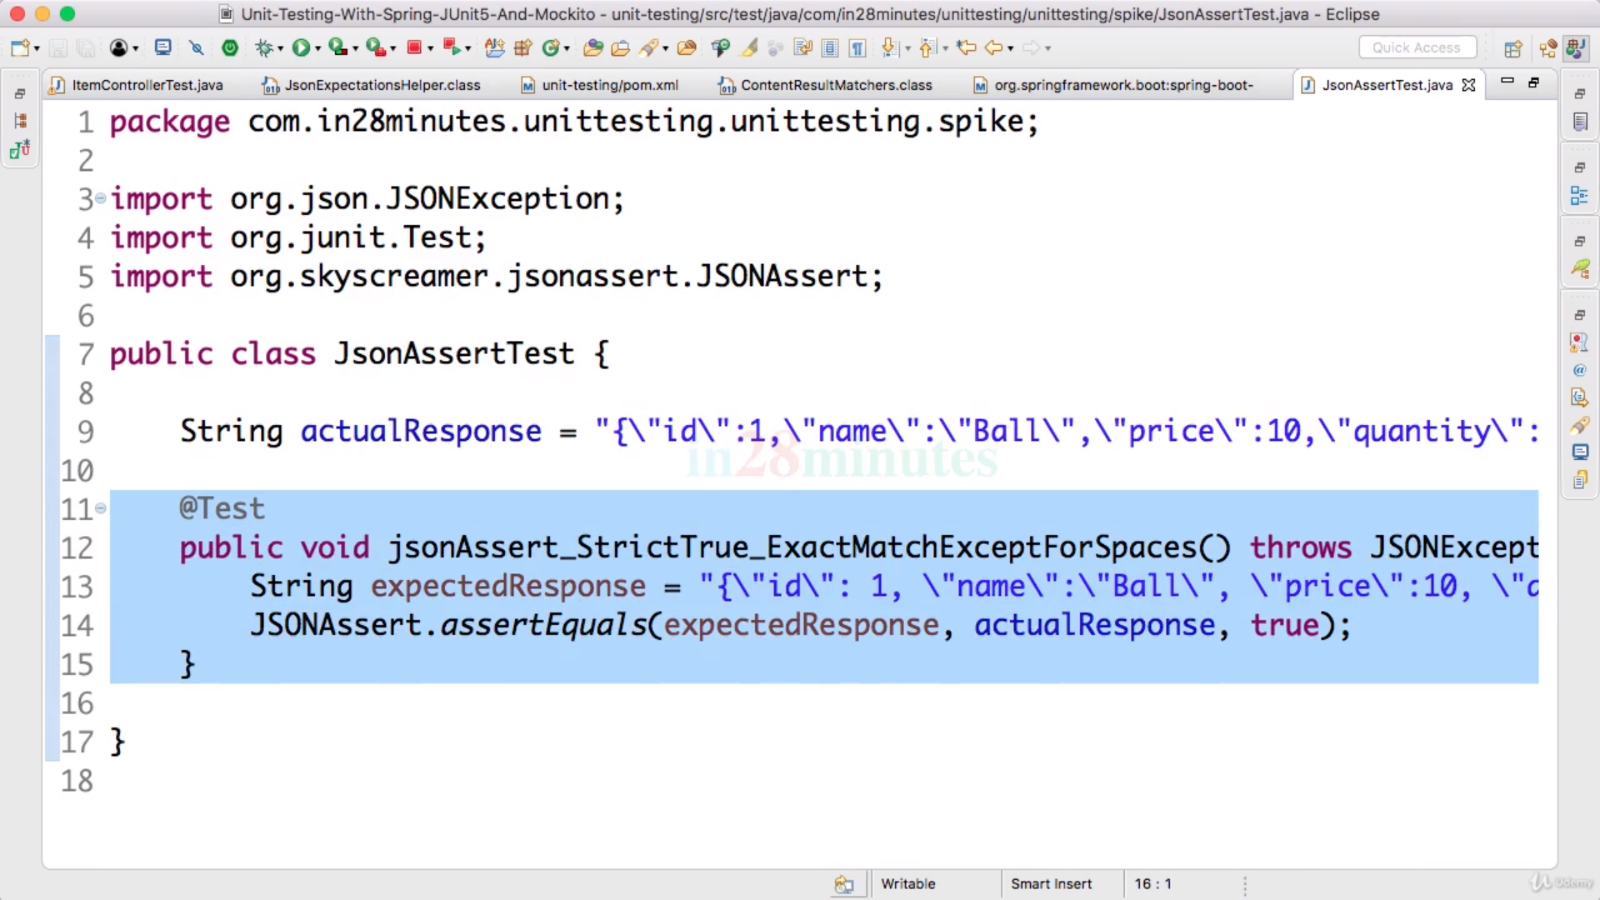 Unit-Testing-With-Spring-JUnit5-And-Mockito - unit-testing/src/test/java/com/in28minutes/unittesting/unittesting/spike/JsonAssertTest.java - Eclipse
Quick Access
ItemControllerTest.java JsonExpectationsHelper.class unit-testing/pom.xml ContentResultMatchers.class org.springframework.boot:spring-boot- JsonAssertTest.java
1 package com.in28minutes.unittesting.unittesting.spike;
2
3 import org.json.JSONException;
4 import org.junit.Test;
5 import org.skyscreamer.jsonassert.JSONAssert;
6
7 public class JsonAssertTest {
8
9 String actualResponse = "{\"id\":1,\"name\":\"Ball\",\"price\":10,\"quantity\":
in28minutes
10
11 @Test
12 public void jsonAssert_StrictTrue_ExactMatchExceptForSpaces() throws JSONExcept
13 String expectedResponse = "{\"id\": 1, \"name\":\"Ball\", \"price\":10, \"
14 JSONAssert.assertEquals(expectedResponse, actualResponse, true);
15 }
16
17 }
18
Writable Smart Insert 16 : 1
Udemy